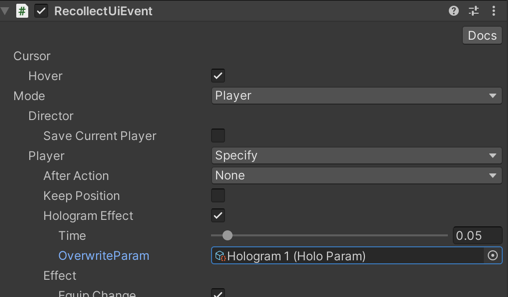 RecollectUiEvent
Docs
Cursor
Hover
Mode Player
Director
Save Current Player
Player Specify
After Action None
Keep Position
Hologram Effect
Time 0.05
OverwriteParam Hologram 1 (Holo Param)
Effect
Equip Change